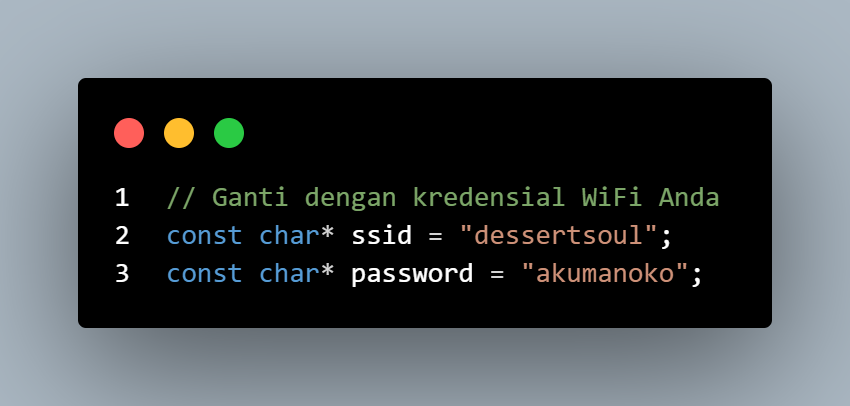 1 // Ganti dengan kredensial WiFi Anda
2 const char* ssid = "dessertsoul";
3 const char* password = "akumanoko";